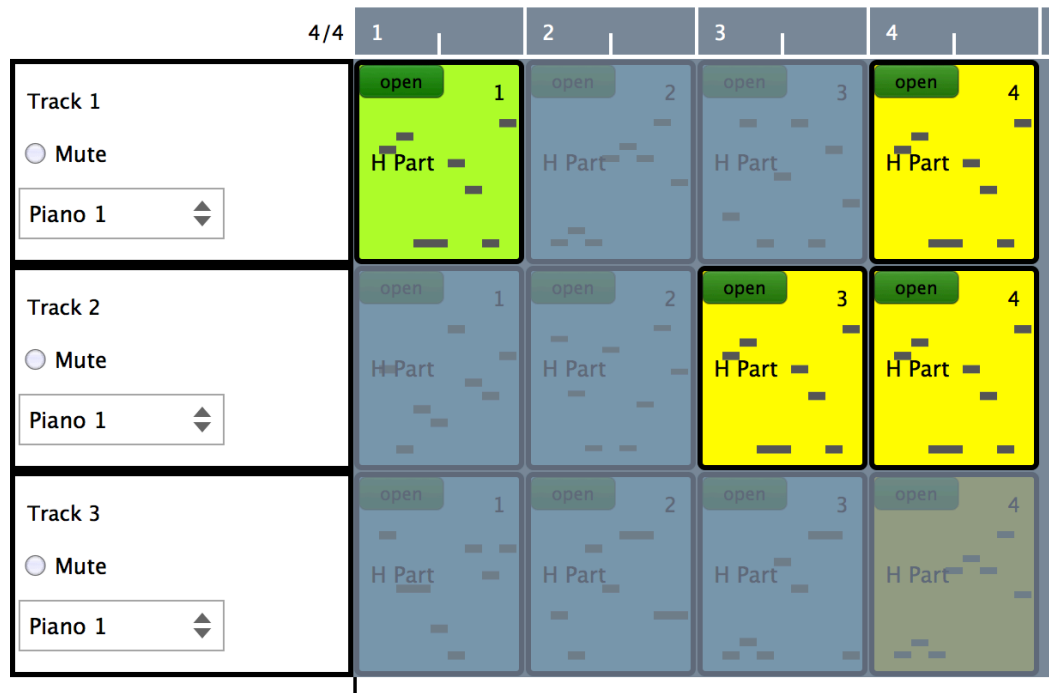 4/4 1 2 3 4
Track 1
Mute
Piano 1
open 1 open 2 open 3 open 4
H Part H Part H Part H Part
Track 2
Mute
Piano 1
open 1 open 2 open 3 open 4
H Part H Part H Part H Part
Track 3
Mute
Piano 1
open 1 open 2 open 3 open 4
H Part H Part H Part H Part